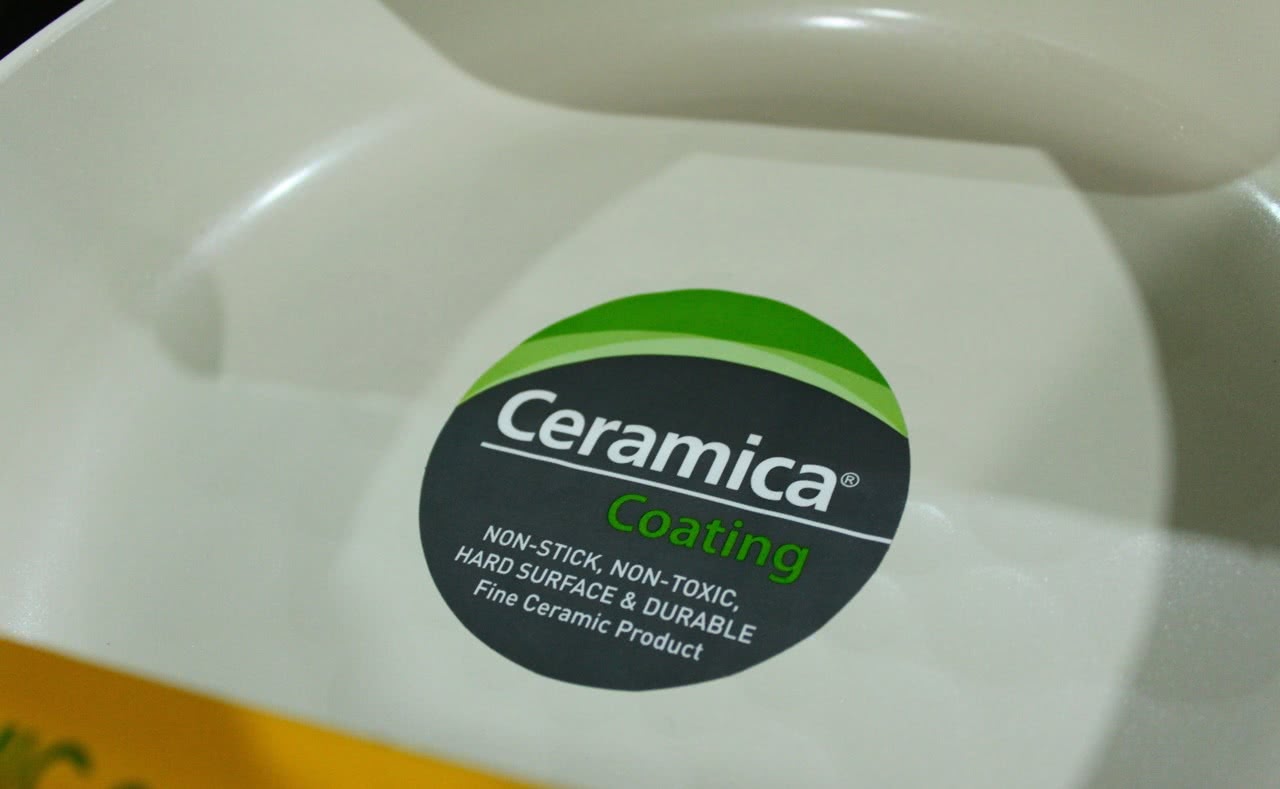 Ceramica®
Coating
NON-STICK, NON-TOXIC,
HARD SURFACE & DURABLE
Fine Ceramic Product